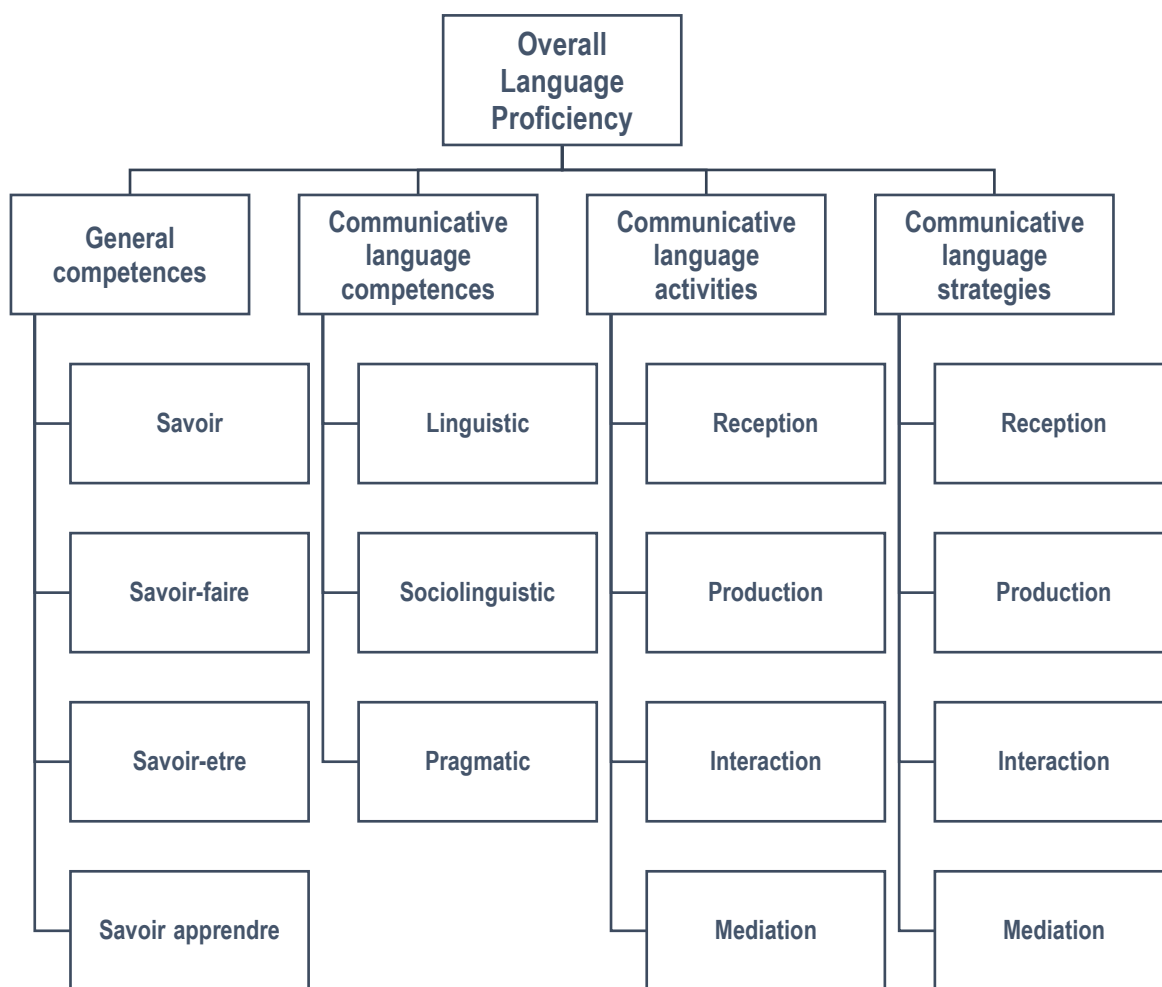 Overall
Language
Proficiency
General
competences
Communicative
language
competences
Communicative
language
activities
Communicative
language
strategies
Savoir
Linguistic
Reception
Reception
Savoir-faire
Sociolinguistic
Production
Production
Savoir-etre
Pragmatic
Interaction
Interaction
Savoir apprendre
Mediation
Mediation